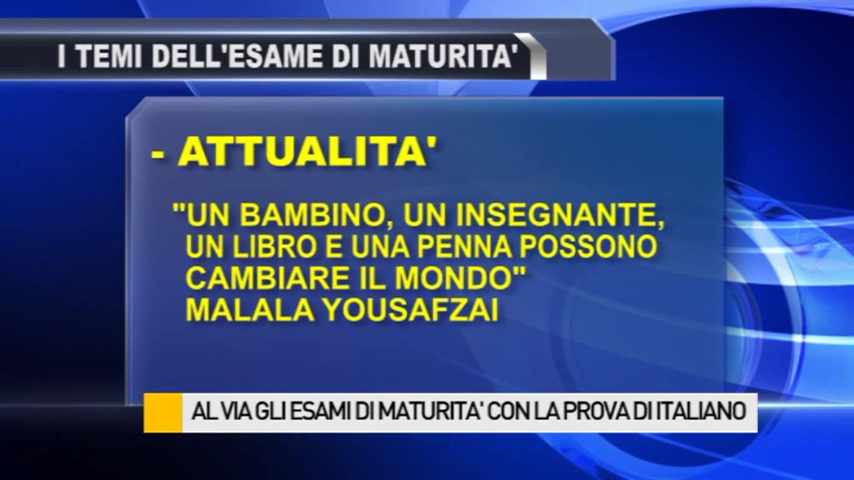 I TEMI DELL'ESAME DI MATURITA'
- ATTUALITA'
"UN BAMBINO, UN INSEGNANTE,
UN LIBRO E UNA PENNA POSSONO
CAMBIARE IL MONDO"
MALALA YOUSAFZAI
AL VIA GLI ESAMI DI MATURITA' CON LA PROVA DI ITALIANO